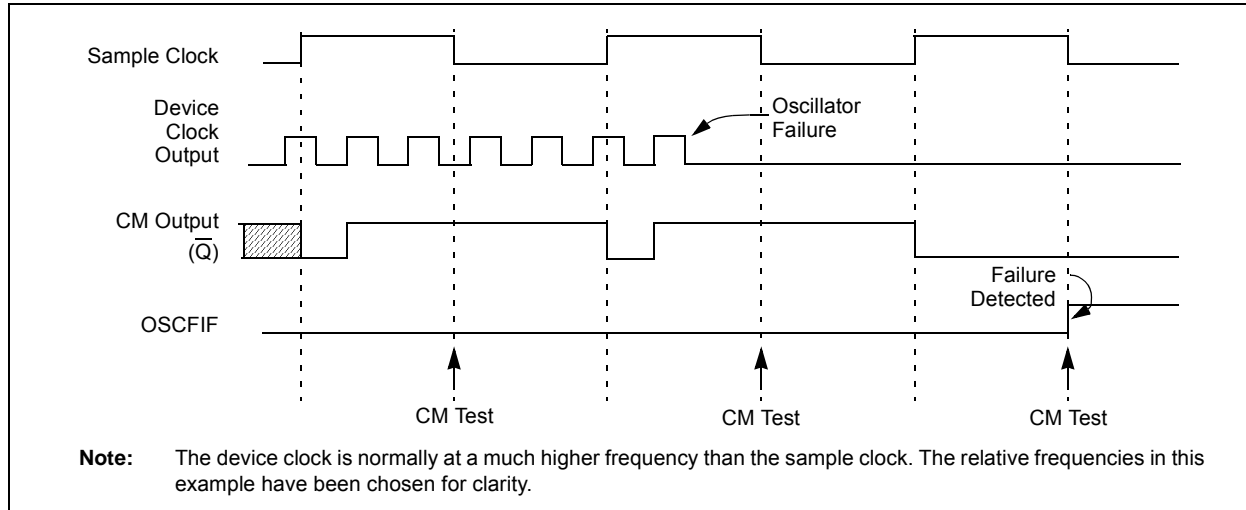 Sample Clock
Device
Clock
Output
Oscillator
Failure
CM Output
(Q̅)
Failure
Detected
OSCFIF
CM Test
CM Test
CM Test
Note: The device clock is normally at a much higher frequency than the sample clock. The relative frequencies in this
example have been chosen for clarity.